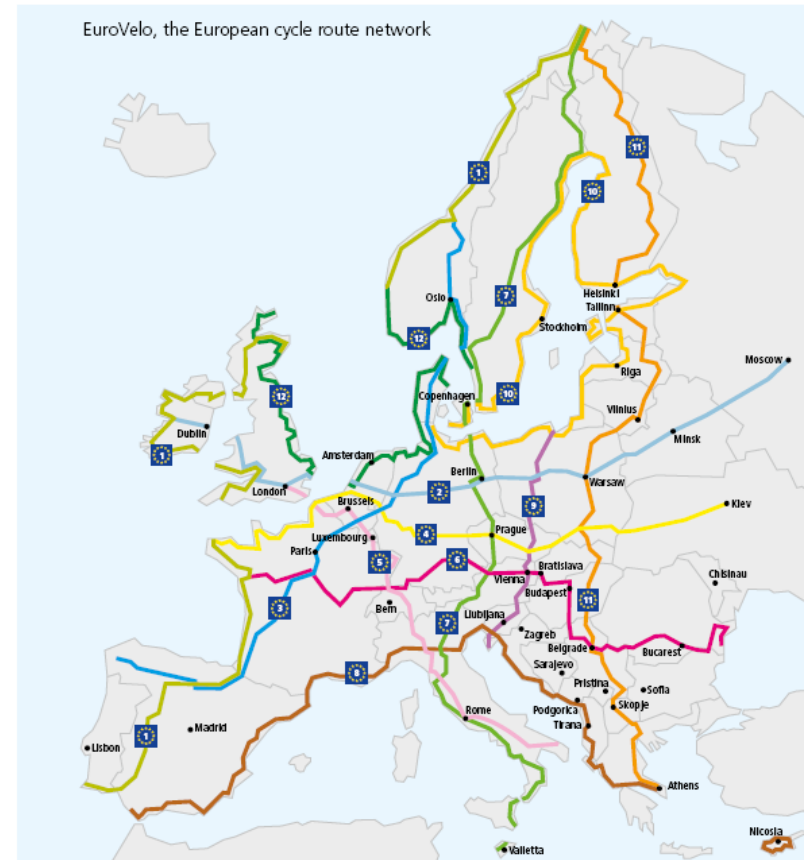 EuroVelo, the European cycle route network
11
1
10
Oslo
7
Helsinki
Tallinn
12
Stockholm
Moscow
Riga
12
Copenhagen
10
Vilnius
Dublin
Minsk
1
Amsterdam
Berlin
London
2
Warsaw
Brussels
9
Kiev
4
Prague
Luxembourg
Paris
5
6
Bratislava
Vienna
Chisinau
Budapest
3
Bern
11
Ljubljana
7
Zagreb
Belgrade
Bucarest
8
Sarajevo
Pristina
Sofia
Rome
Podgorica
Skopje
Madrid
1
Tirana
Lisbon
Athens
Nicosia
Valletta